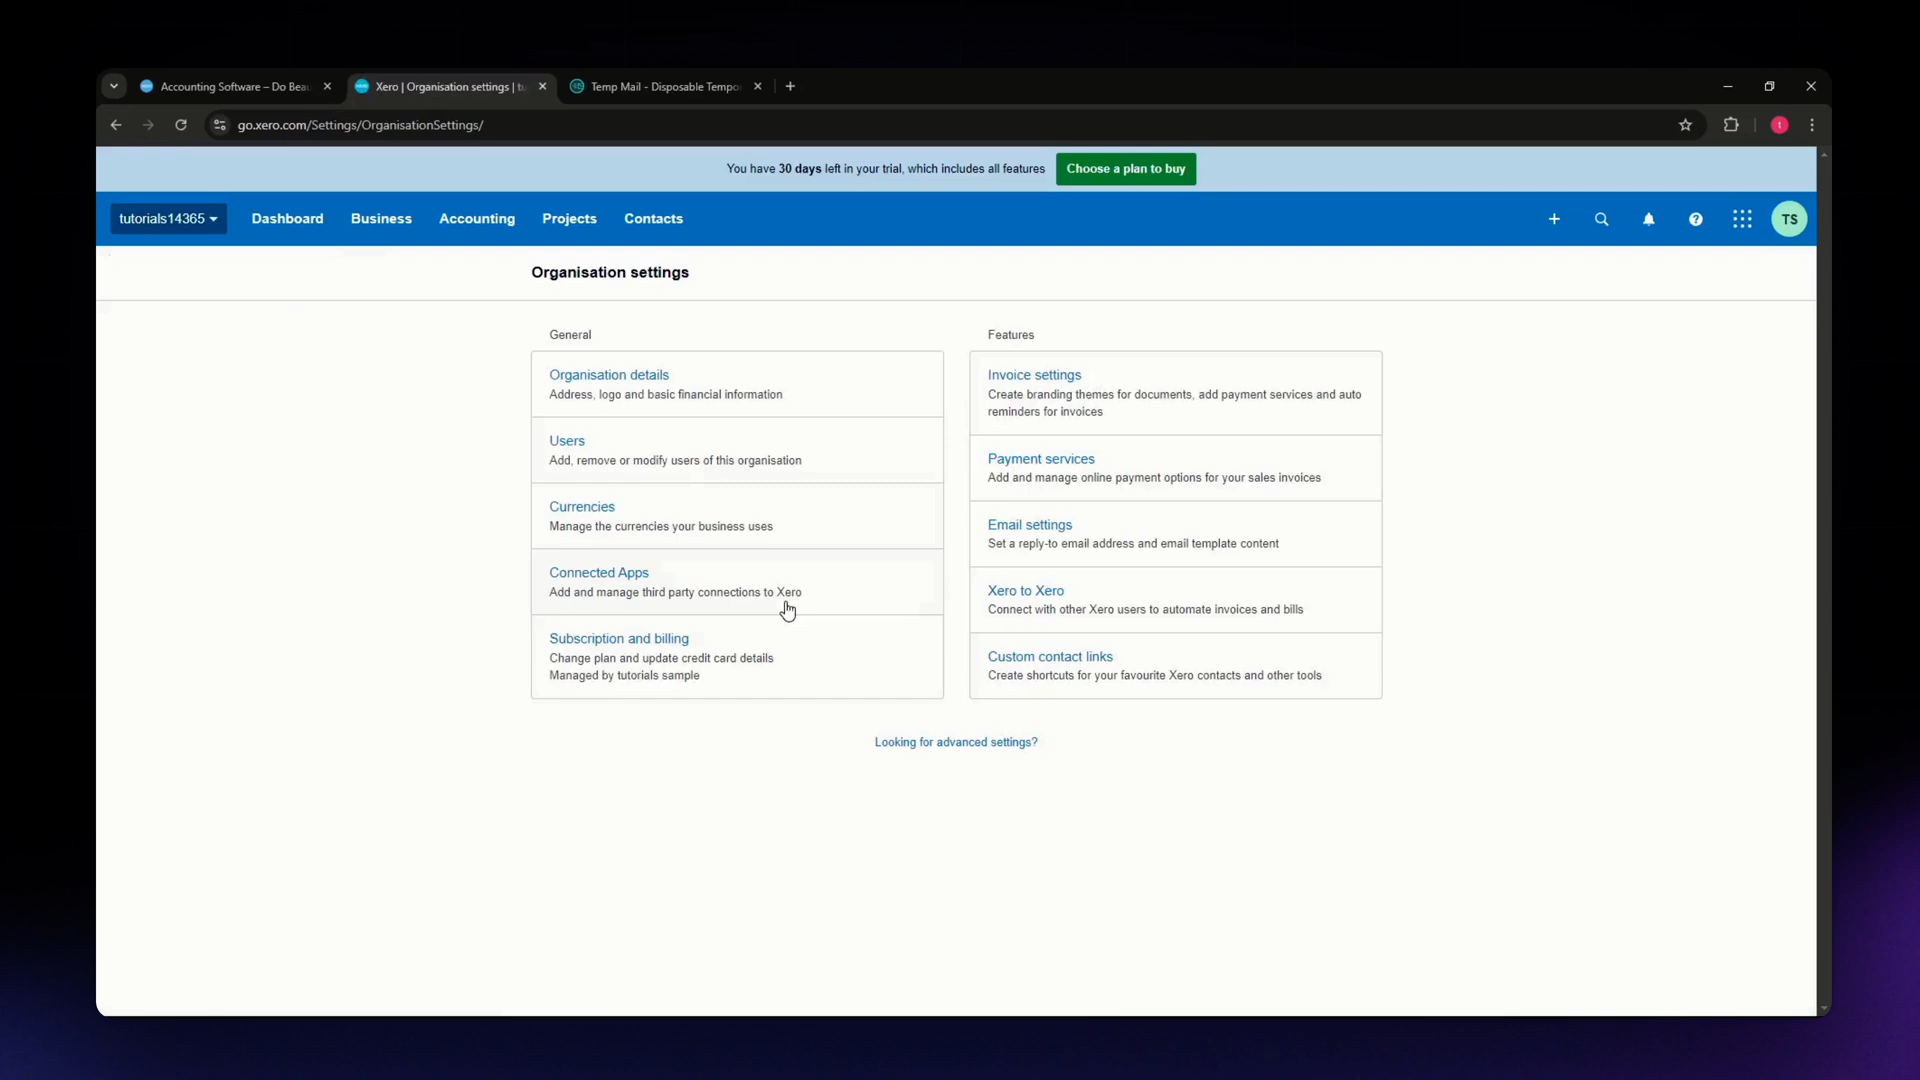 Accounting Software – Do Beau
Xero | Organisation settings | tu
Temp Mail - Disposable Tempo
go.xero.com/Settings/OrganisationSettings/
You have 30 days left in your trial, which includes all features
Choose a plan to buy
tutorials14365
Dashboard
Business
Accounting
Projects
Contacts
TS
Organisation settings
General
Organisation details
Address, logo and basic financial information
Users
Add, remove or modify users of this organisation
Currencies
Manage the currencies your business uses
Connected Apps
Add and manage third party connections to Xero
Subscription and billing
Change plan and update credit card details
Managed by tutorials sample
Features
Invoice settings
Create branding themes for documents, add payment services and auto
reminders for invoices
Payment services
Add and manage online payment options for your sales invoices
Email settings
Set a reply-to email address and email template content
Xero to Xero
Connect with other Xero users to automate invoices and bills
Custom contact links
Create shortcuts for your favourite Xero contacts and other tools
Looking for advanced settings?